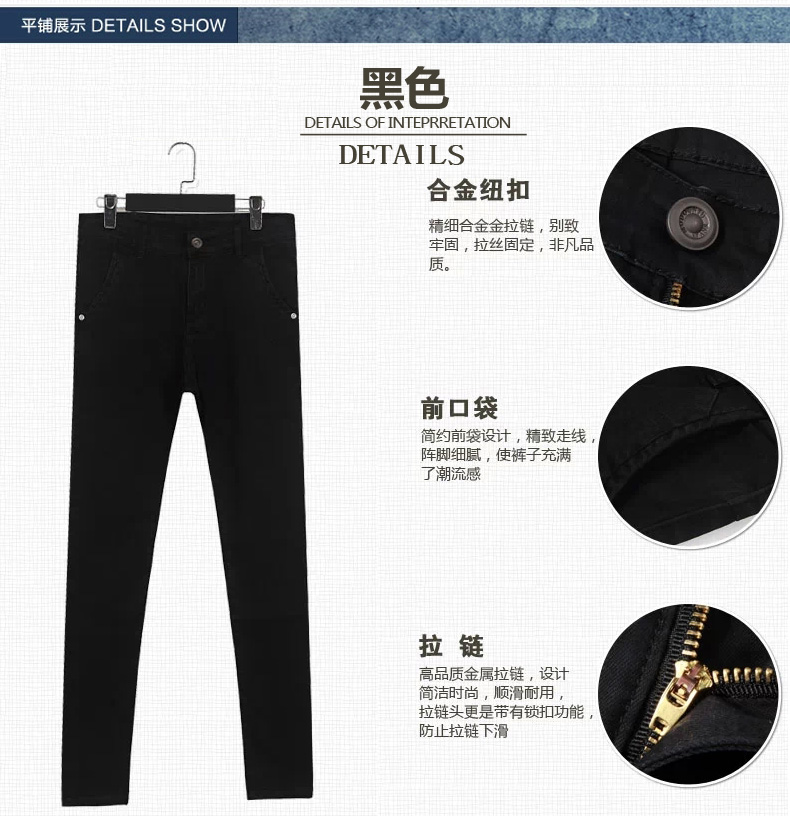 平铺展示 DETAILS SHOW
黑色
DETAILS OF INTEPRRETATION
DETAILS
合金纽扣
精细合金金拉链，别致
牢固，拉丝固定，非凡品
质。
前口袋
简约前袋设计，精致走线，
阵脚细腻，使裤子充满
了潮流感
拉 链
高品质金属拉链，设计
简洁时尚，顺滑耐用，
拉链头更是带有锁扣功能，
防止拉链下滑